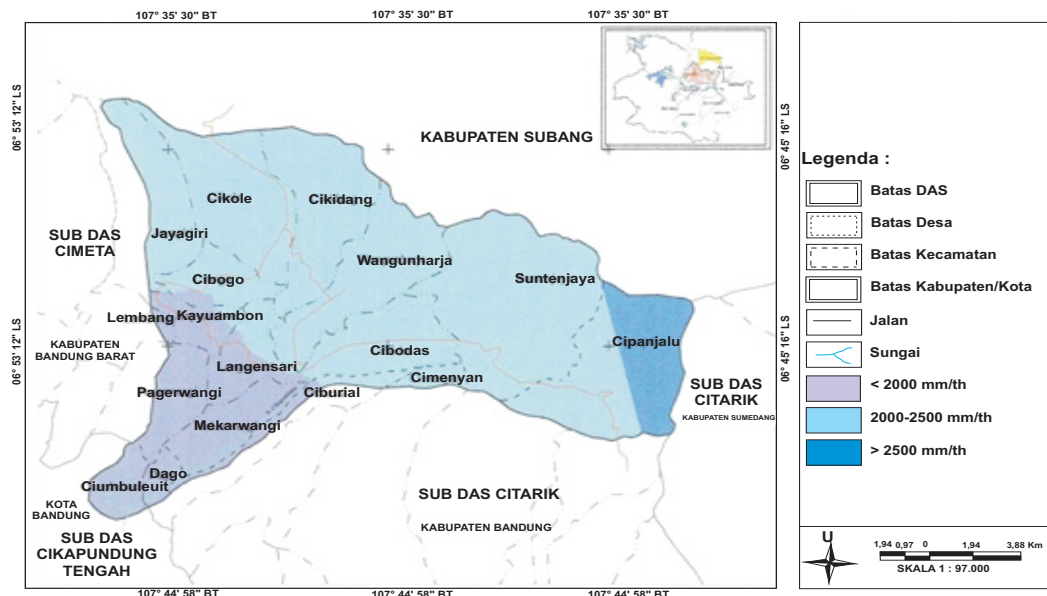 107° 35' 30" BT
107° 35' 30" BT
107° 35' 30" BT
06° 53' 12" LS
06° 45' 16" LS
KABUPATEN SUBANG
Cikole
Cikidang
SUB DAS
CIMETA
Jayagiri
Wangunharja
Cibogo
Suntenjaya
Lembang
Kayuambon
KABUPATEN
BANDUNG BARAT
Cipanjalu
Cibodas
Langensari
Cimenyan
06° 53' 12" LS
06° 45' 16" LS
Pagerwangi
Ciburial
SUB DAS
CITARIK
KABUPATEN SUMEDANG
Mekarwangi
Dago
Ciumbuleuit
KOTA
BANDUNG
SUB DAS CITARIK
KABUPATEN BANDUNG
SUB DAS
CIKAPUNDUNG
TENGAH
107° 44' 58" BT
107° 44' 58" BT
107° 44' 58" BT
Legenda :
Batas DAS
Batas Desa
Batas Kecamatan
Batas Kabupaten/Kota
Jalan
Sungai
< 2000 mm/th
2000-2500 mm/th
> 2500 mm/th
U
1,94 0,97 0 1,94 3,88 Km
SKALA 1 : 97.000